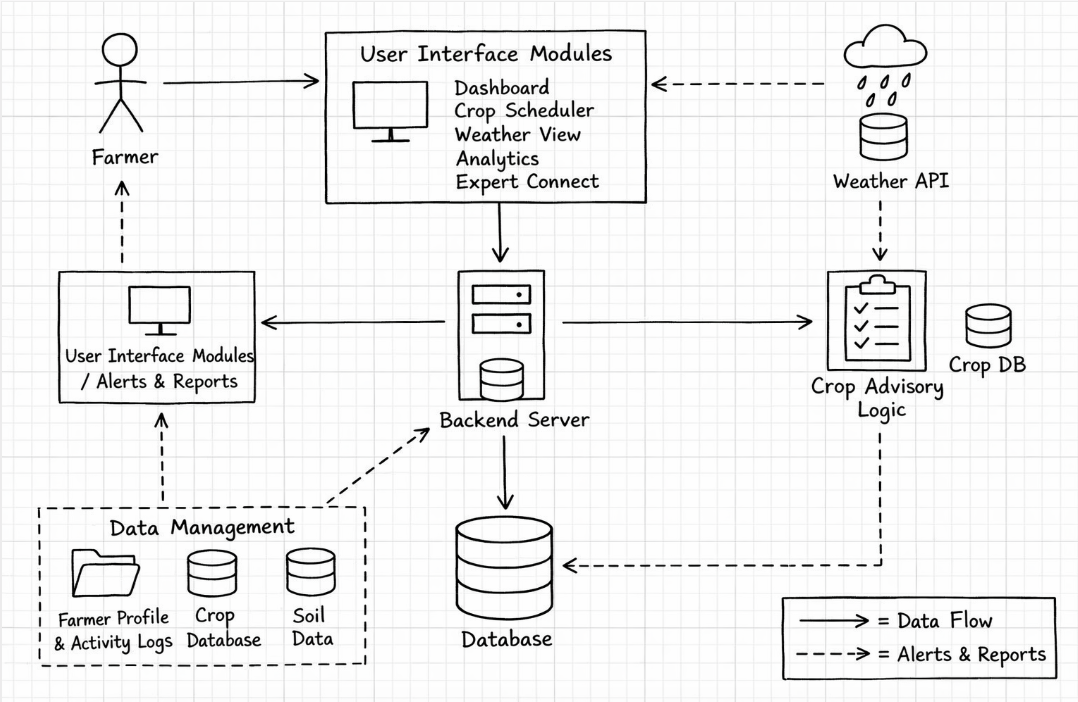 User Interface Modules
Dashboard
Crop Scheduler
Weather View
Analytics
Expert Connect
Farmer
Weather API
User Interface Modules
/ Alerts & Reports
Backend Server
Crop Advisory
Logic
Crop DB
Data Management
Farmer Profile
& Activity Logs
Crop
Database
Soil
Data
Database
= Data Flow
= Alerts & Reports